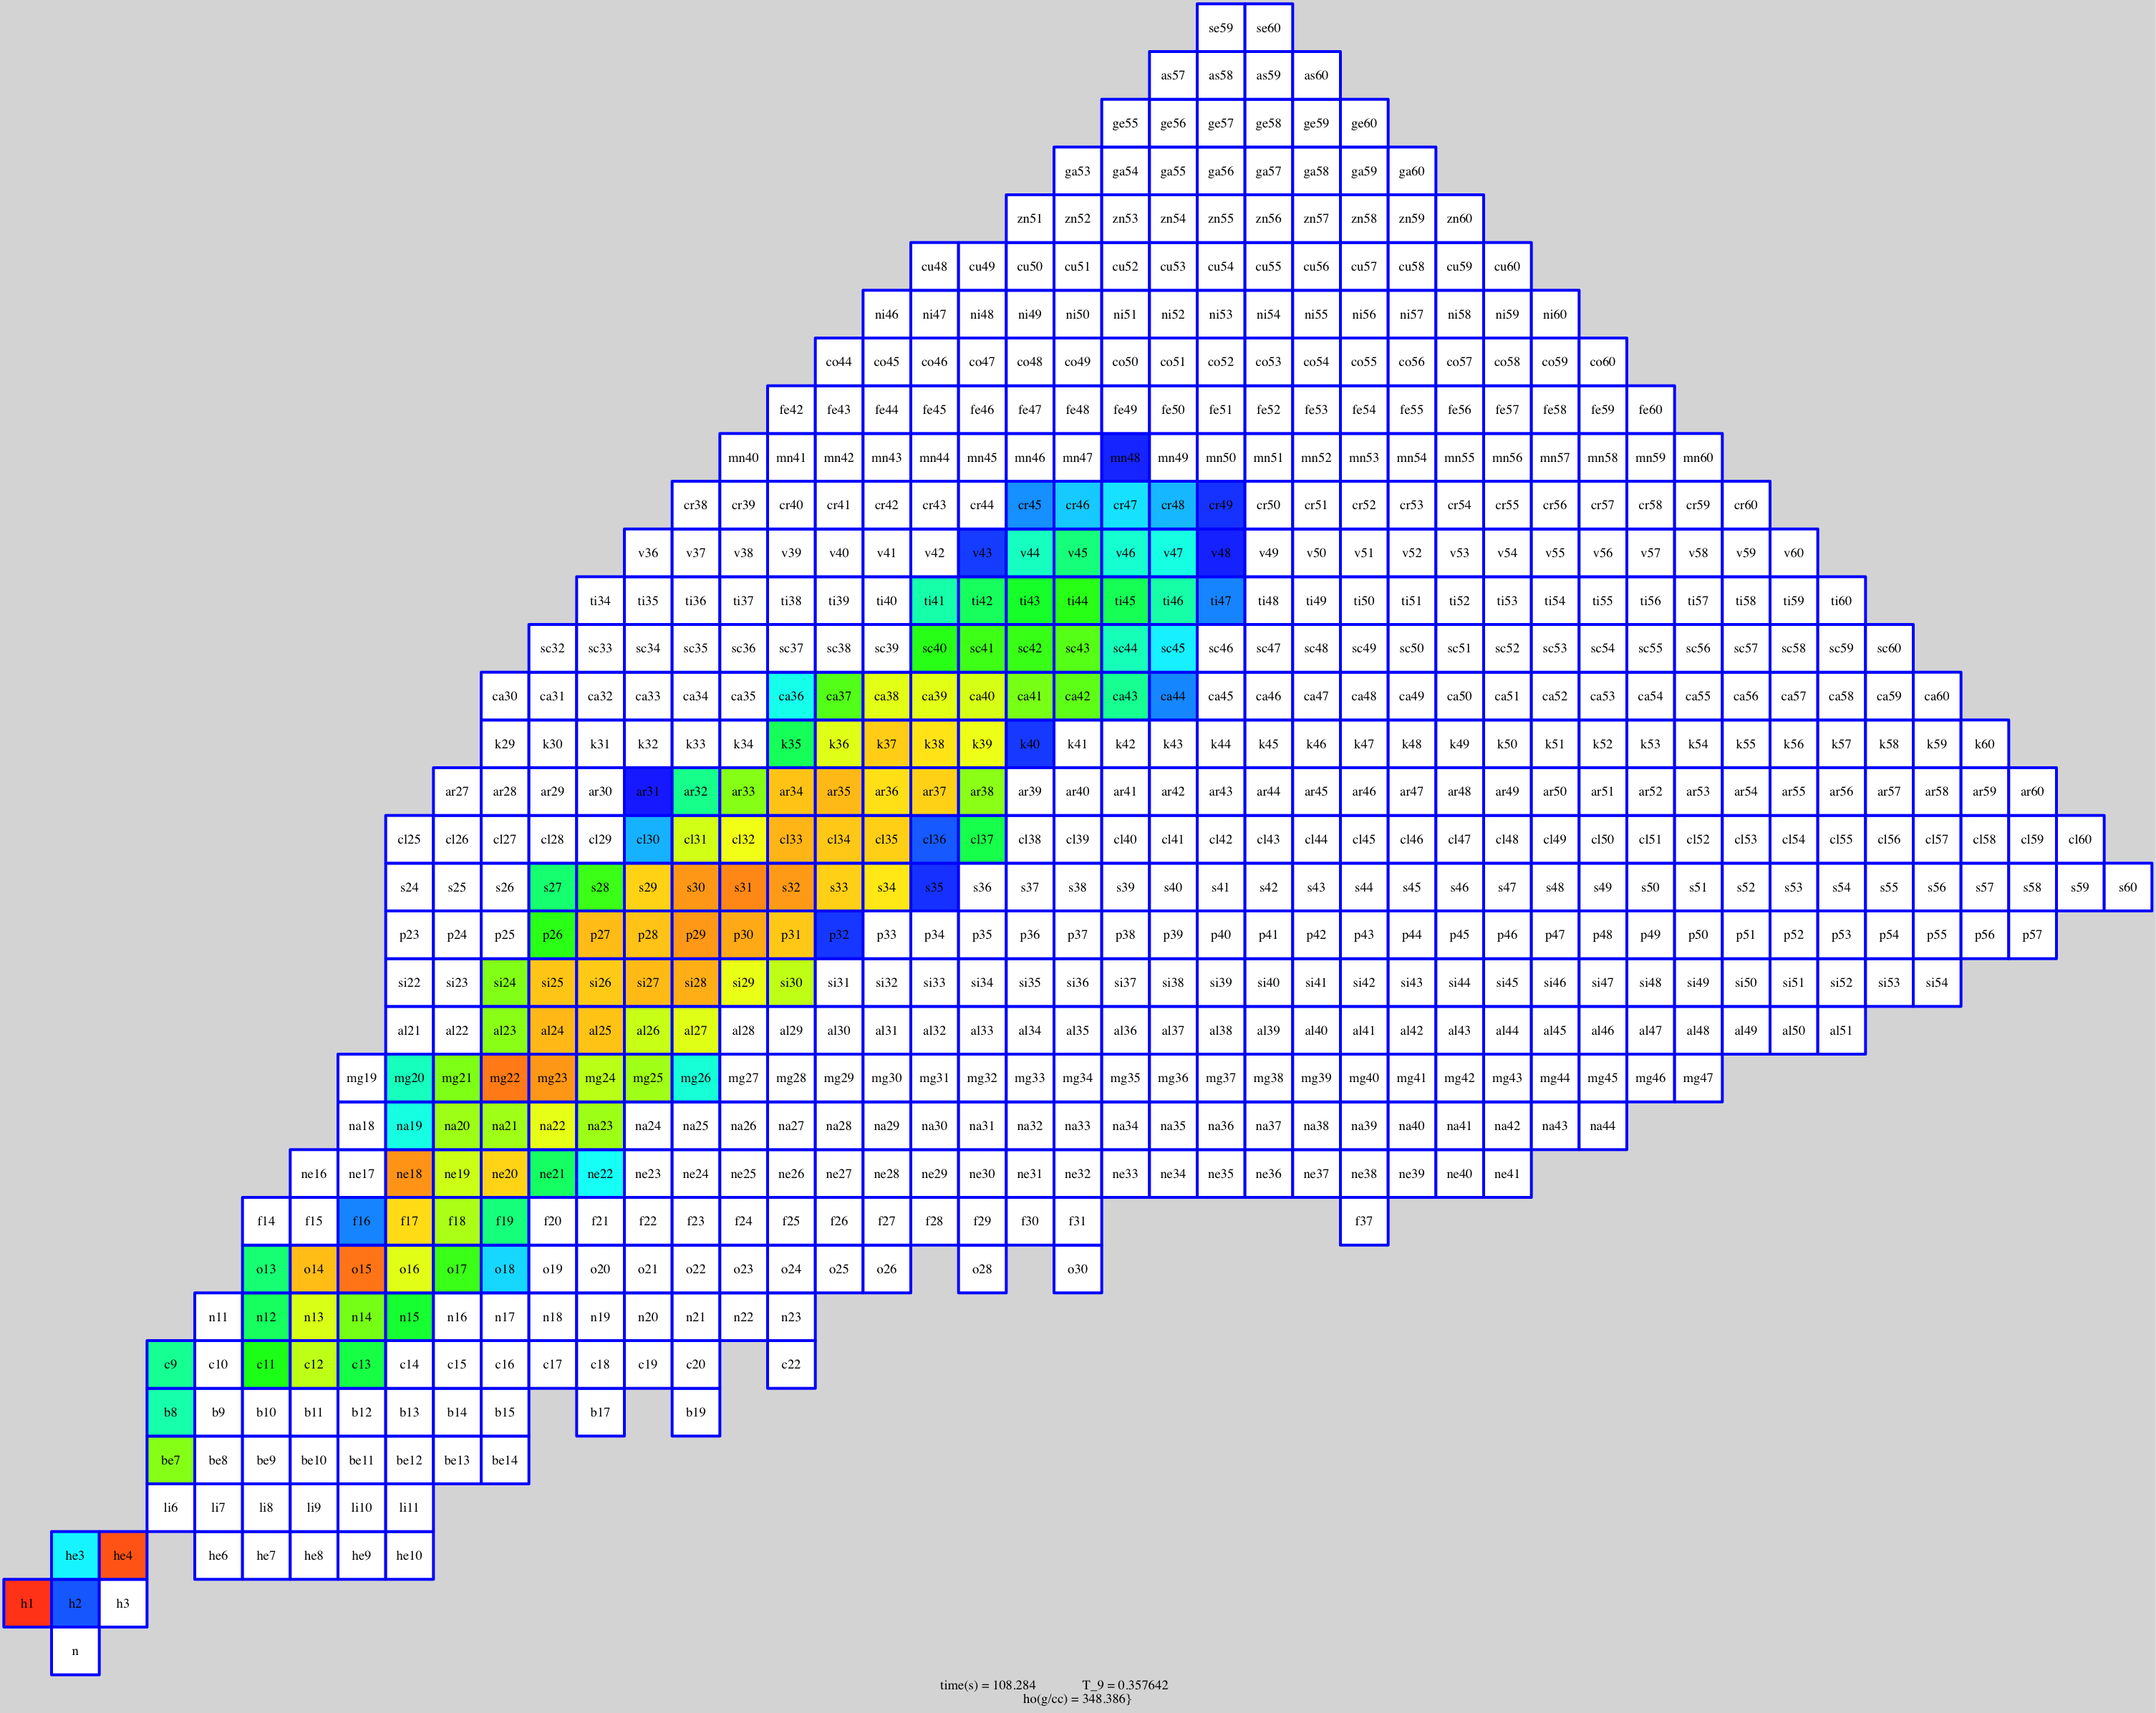 se59 se60
as57 as58 as59 as60
ge55 ge56 ge57 ge58 ge59 ge60
ga53 ga54 ga55 ga56 ga57 ga58 ga59 ga60
zn51 zn52 zn53 zn54 zn55 zn56 zn57 zn58 zn59 zn60
cu48 cu49 cu50 cu51 cu52 cu53 cu54 cu55 cu56 cu57 cu58 cu59 cu60
ni46 ni47 ni48 ni49 ni50 ni51 ni52 ni53 ni54 ni55 ni56 ni57 ni58 ni59 ni60
co44 co45 co46 co47 co48 co49 co50 co51 co52 co53 co54 co55 co56 co57 co58 co59 co60
fe42 fe43 fe44 fe45 fe46 fe47 fe48 fe49 fe50 fe51 fe52 fe53 fe54 fe55 fe56 fe57 fe58 fe59 fe60
mn40 mn41 mn42 mn43 mn44 mn45 mn46 mn47 mn48 mn49 mn50 mn51 mn52 mn53 mn54 mn55 mn56 mn57 mn58 mn59 mn60
cr38 cr39 cr40 cr41 cr42 cr43 cr44 cr45 cr46 cr47 cr48 cr49 cr50 cr51 cr52 cr53 cr54 cr55 cr56 cr57 cr58 cr59 cr60
v36 v37 v38 v39 v40 v41 v42 v43 v44 v45 v46 v47 v48 v49 v50 v51 v52 v53 v54 v55 v56 v57 v58 v59 v60
ti34 ti35 ti36 ti37 ti38 ti39 ti40 ti41 ti42 ti43 ti44 ti45 ti46 ti47 ti48 ti49 ti50 ti51 ti52 ti53 ti54 ti55 ti56 ti57 ti58 ti59 ti60
sc32 sc33 sc34 sc35 sc36 sc37 sc38 sc39 sc40 sc41 sc42 sc43 sc44 sc45 sc46 sc47 sc48 sc49 sc50 sc51 sc52 sc53 sc54 sc55 sc56 sc57 sc58 sc59 sc60
ca30 ca31 ca32 ca33 ca34 ca35 ca36 ca37 ca38 ca39 ca40 ca41 ca42 ca43 ca44 ca45 ca46 ca47 ca48 ca49 ca50 ca51 ca52 ca53 ca54 ca55 ca56 ca57 ca58 ca59 ca60
k29 k30 k31 k32 k33 k34 k35 k36 k37 k38 k39 k40 k41 k42 k43 k44 k45 k46 k47 k48 k49 k50 k51 k52 k53 k54 k55 k56 k57 k58 k59 k60
ar27 ar28 ar29 ar30 ar31 ar32 ar33 ar34 ar35 ar36 ar37 ar38 ar39 ar40 ar41 ar42 ar43 ar44 ar45 ar46 ar47 ar48 ar49 ar50 ar51 ar52 ar53 ar54 ar55 ar56 ar57 ar58 ar59 ar60
cl25 cl26 cl27 cl28 cl29 cl30 cl31 cl32 cl33 cl34 cl35 cl36 cl37 cl38 cl39 cl40 cl41 cl42 cl43 cl44 cl45 cl46 cl47 cl48 cl49 cl50 cl51 cl52 cl53 cl54 cl55 cl56 cl57 cl58 cl59 cl60
s24 s25 s26 s27 s28 s29 s30 s31 s32 s33 s34 s35 s36 s37 s38 s39 s40 s41 s42 s43 s44 s45 s46 s47 s48 s49 s50 s51 s52 s53 s54 s55 s56 s57 s58 s59 s60
p23 p24 p25 p26 p27 p28 p29 p30 p31 p32 p33 p34 p35 p36 p37 p38 p39 p40 p41 p42 p43 p44 p45 p46 p47 p48 p49 p50 p51 p52 p53 p54 p55 p56 p57
si22 si23 si24 si25 si26 si27 si28 si29 si30 si31 si32 si33 si34 si35 si36 si37 si38 si39 si40 si41 si42 si43 si44 si45 si46 si47 si48 si49 si50 si51 si52 si53 si54
al21 al22 al23 al24 al25 al26 al27 al28 al29 al30 al31 al32 al33 al34 al35 al36 al37 al38 al39 al40 al41 al42 al43 al44 al45 al46 al47 al48 al49 al50 al51
mg19 mg20 mg21 mg22 mg23 mg24 mg25 mg26 mg27 mg28 mg29 mg30 mg31 mg32 mg33 mg34 mg35 mg36 mg37 mg38 mg39 mg40 mg41 mg42 mg43 mg44 mg45 mg46 mg47
na18 na19 na20 na21 na22 na23 na24 na25 na26 na27 na28 na29 na30 na31 na32 na33 na34 na35 na36 na37 na38 na39 na40 na41 na42 na43 na44
ne16 ne17 ne18 ne19 ne20 ne21 ne22 ne23 ne24 ne25 ne26 ne27 ne28 ne29 ne30 ne31 ne32 ne33 ne34 ne35 ne36 ne37 ne38 ne39 ne40 ne41
f14 f15 f16 f17 f18 f19 f20 f21 f22 f23 f24 f25 f26 f27 f28 f29 f30 f31 f37
o13 o14 o15 o16 o17 o18 o19 o20 o21 o22 o23 o24 o25 o26 o28 o30
n11 n12 n13 n14 n15 n16 n17 n18 n19 n20 n21 n22 n23
c9 c10 c11 c12 c13 c14 c15 c16 c17 c18 c19 c20 c22
b8 b9 b10 b11 b12 b13 b14 b15 b17 b19
be7 be8 be9 be10 be11 be12 be13 be14
li6 li7 li8 li9 li10 li11
he3 he4 he6 he7 he8 he9 he10
h1 h2 h3
n
time(s) = 108.284 T_9 = 0.357642
ho(g/cc) = 348.386}